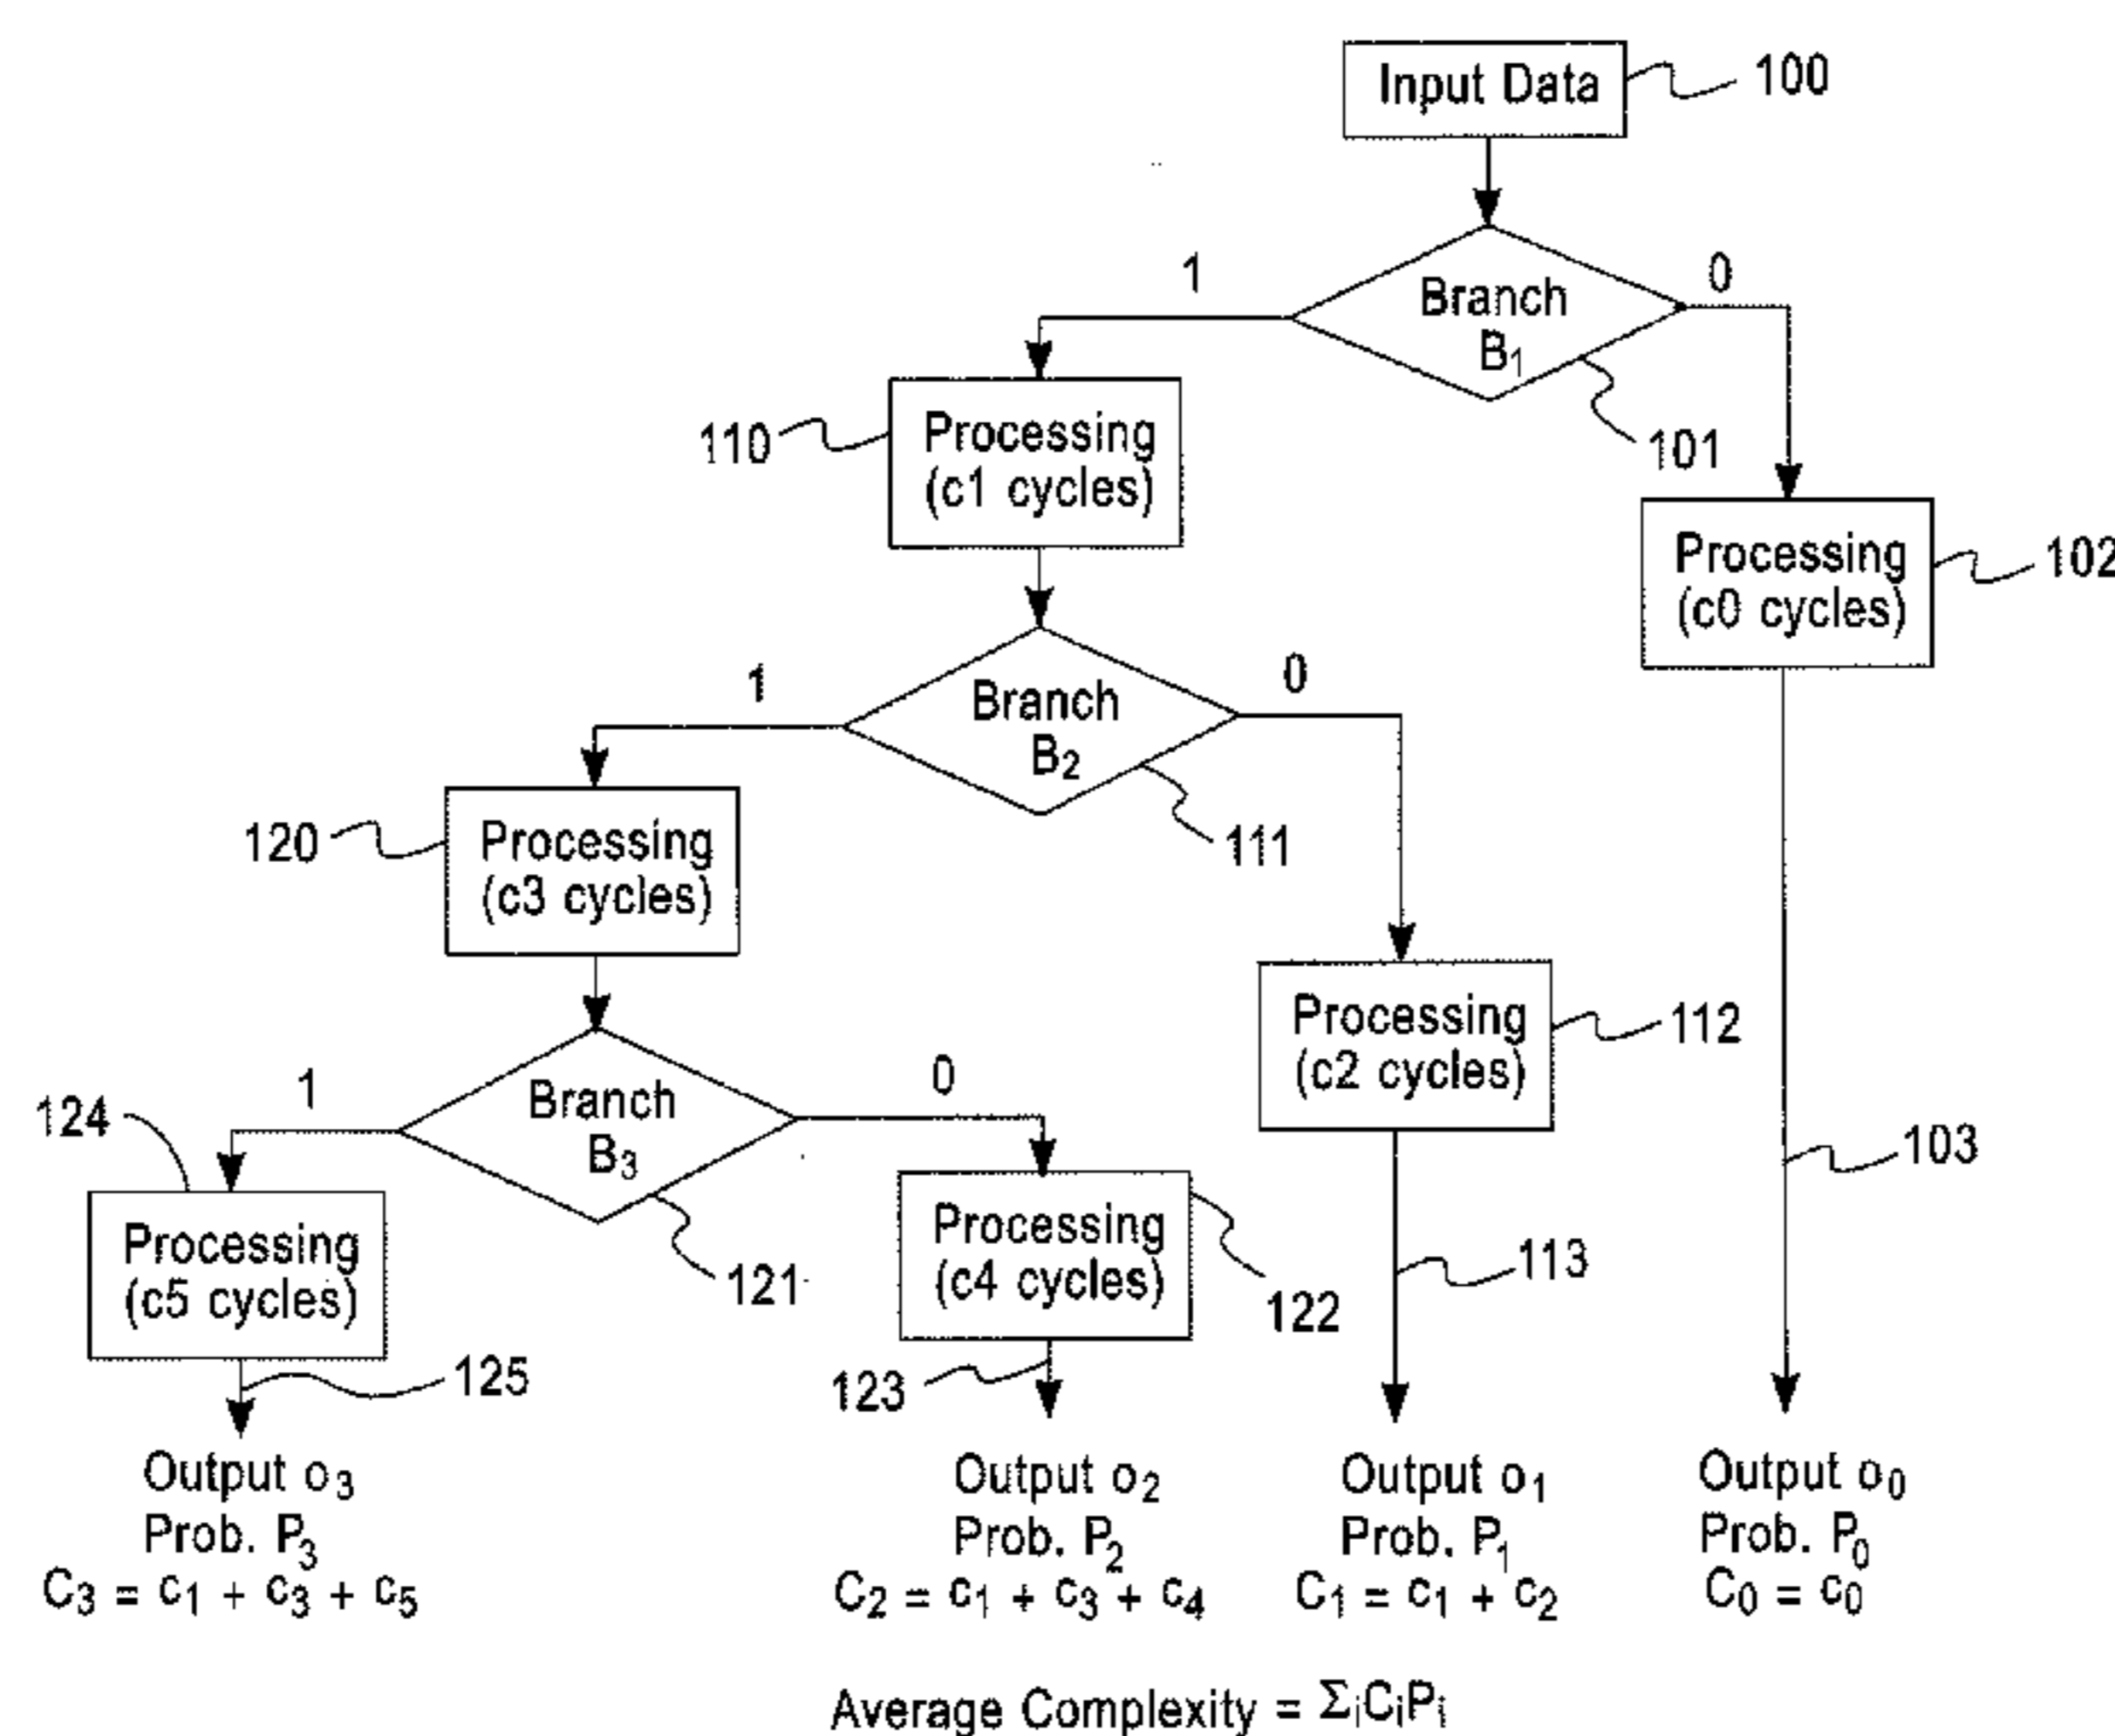 Input Data
100
1
0
Branch
B1
101
110
Processing
(c1 cycles)
Processing
(c0 cycles)
102
1
0
Branch
B2
111
120
Processing
(c3 cycles)
Processing
(c2 cycles)
112
1
0
Branch
B3
121
124
Processing
(c5 cycles)
Processing
(c4 cycles)
122
103
113
125
123
Output o3
Prob. P3
C3 = c1 + c3 + c5
Output o2
Prob. P2
C2 = c1 + c3 + c4
Output o1
Prob. P1
C1 = c1 + c2
Output o0
Prob. P0
C0 = c0
Average Complexity = ΣiCiPi